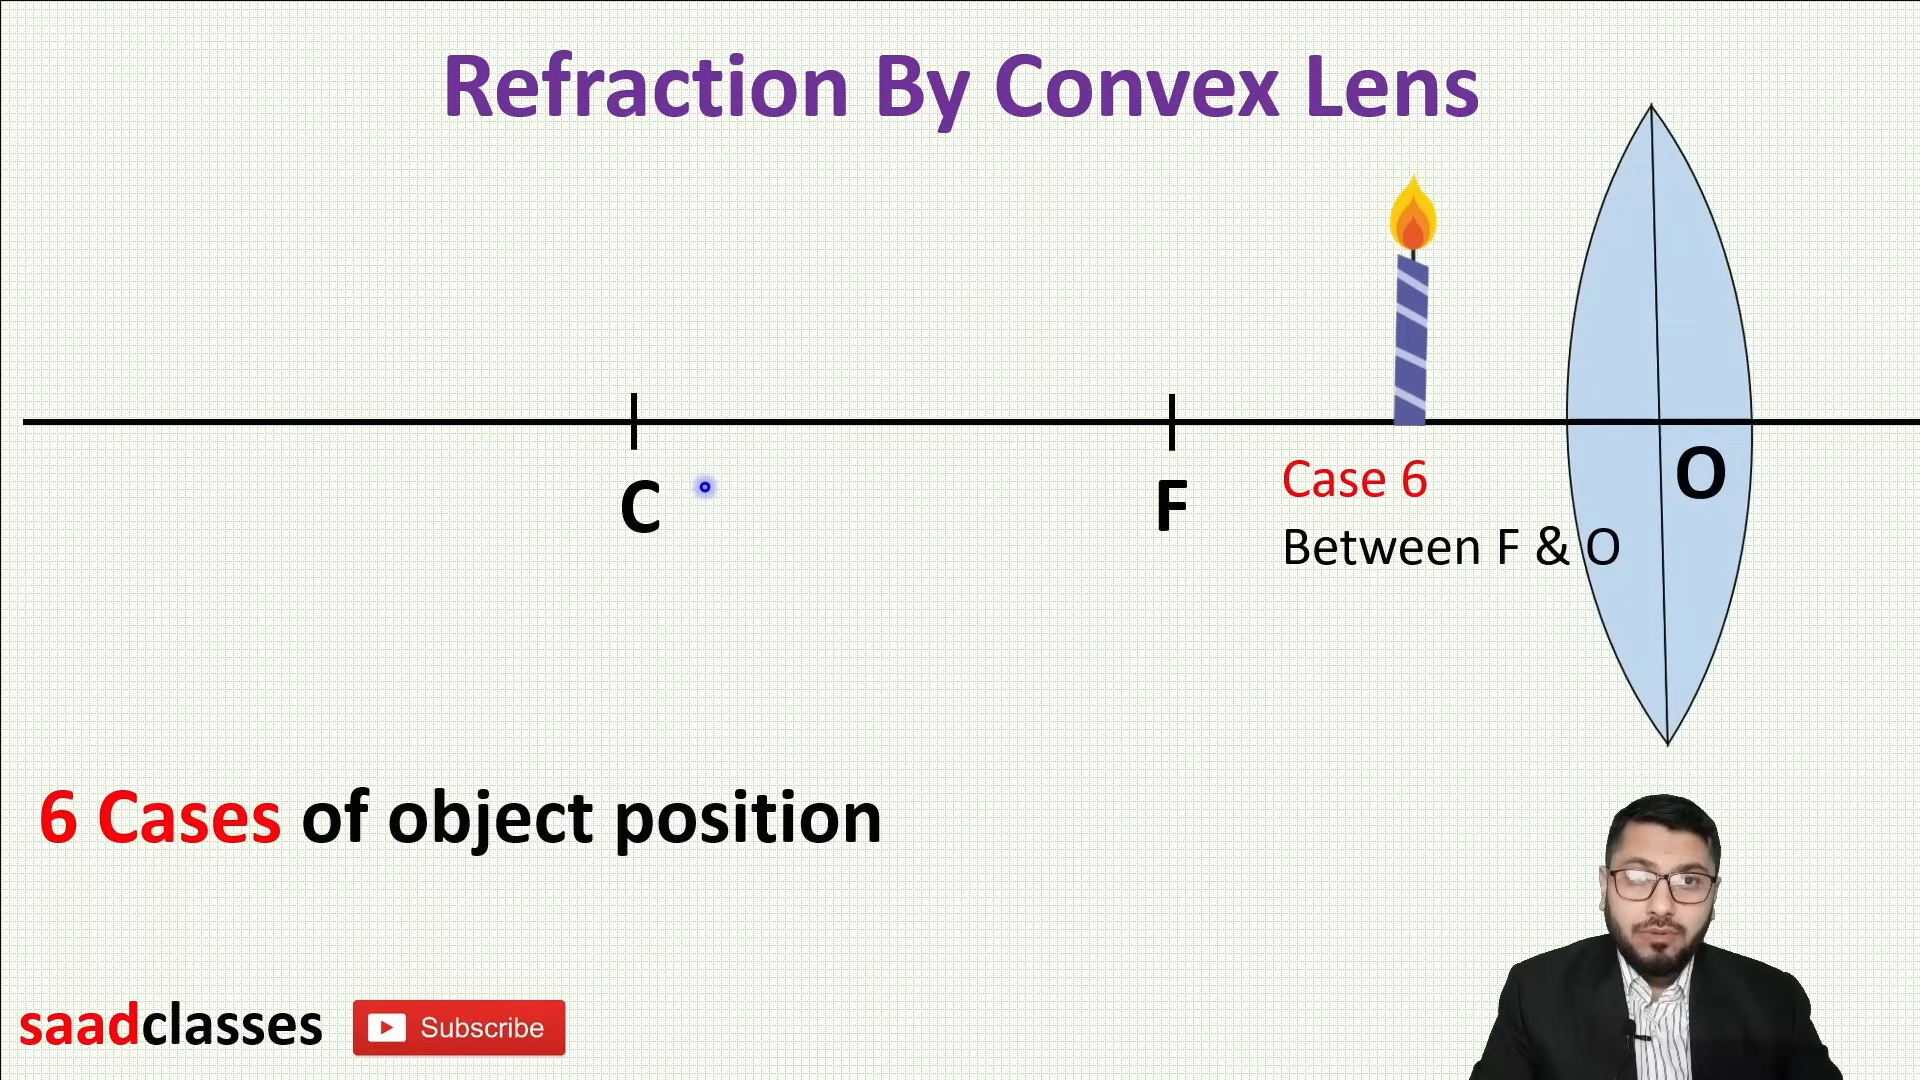 Refraction By Convex Lens
C
F
O
Case 6
Between F & O
6 Cases of object position
saadclasses
Subscribe